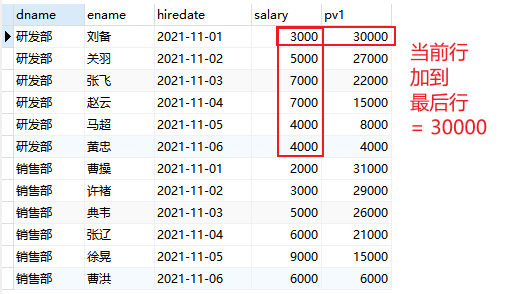 dname ename hiredate salary pv1
研发部 刘备 2021-11-01 3000 30000
研发部 关羽 2021-11-02 5000 27000
研发部 张飞 2021-11-03 7000 22000
研发部 赵云 2021-11-04 7000 15000
研发部 马超 2021-11-05 4000 8000
研发部 黄忠 2021-11-06 4000 4000
销售部 曹操 2021-11-01 2000 31000
销售部 许褚 2021-11-02 3000 29000
销售部 典韦 2021-11-03 5000 26000
销售部 张辽 2021-11-04 6000 21000
销售部 徐晃 2021-11-05 9000 15000
销售部 曹洪 2021-11-06 6000 6000
当前行
加到
最后行
= 30000